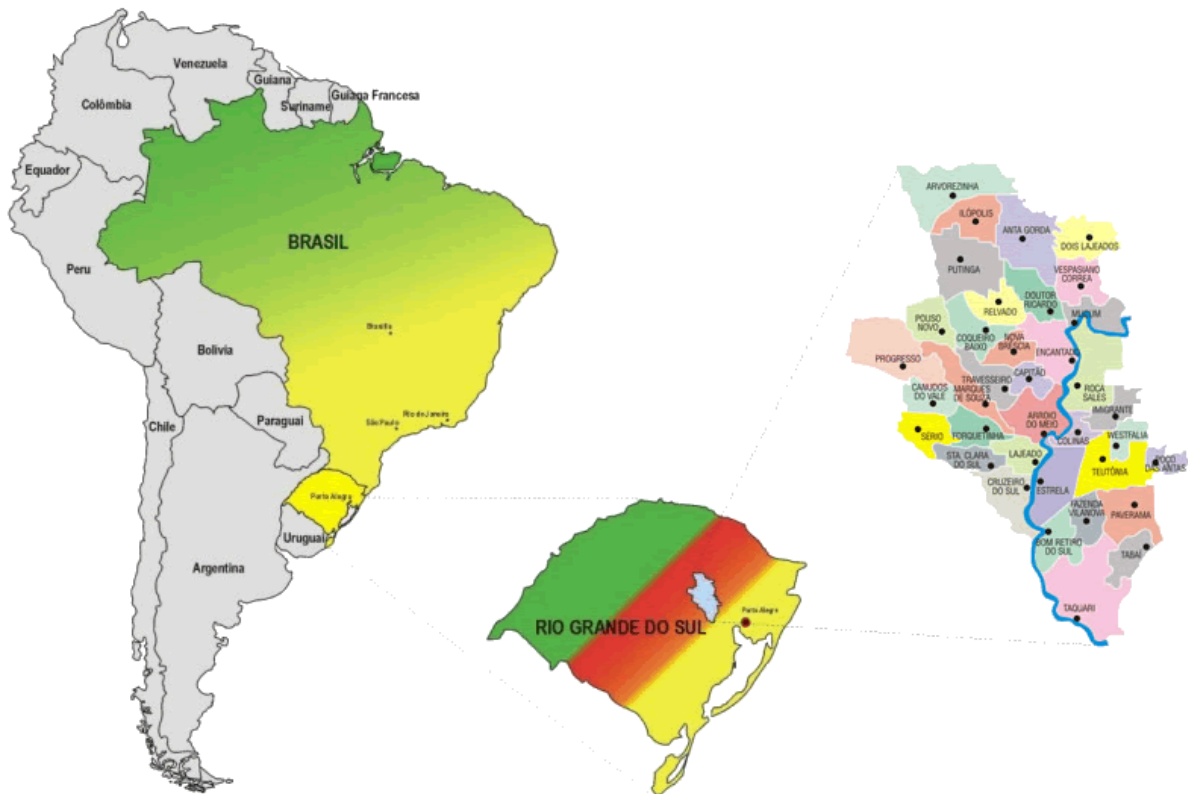 Venezuela
Guiana
Suriname
Guiana Francesa
Colômbia
Equador
BRASIL
Peru
Brasília
Bolívia
Rio de Janeiro
São Paulo
Paraguai
Chile
Porto Alegre
Uruguai
Argentina
RIO GRANDE DO SUL
Porto Alegre
ARVOREZINHA
ILÓPOLIS
ANTA GORDA
DOIS LAJEADOS
PUTINGA
VESPASIANO
CORREA
DOUTOR
RICARDO
RELVADO
MUÇUM
POUSO
NOVO
COQUEIRO
BAIXO
NOVA
BRÉSCIA
ENCANTADO
PROGRESSO
TRAVESSEIRO
CAPITÃO
CANUDOS
DO VALE
MARQUES
DE SOUZA
ROCA
SALES
IMIGRANTE
ARROIO
DO MEIO
SÉRIO
FORQUETINHA
COLINAS
WESTFALIA
STA. CLARA
DO SUL
LAJEADO
TEUTÔNIA
POÇO
DAS ANTAS
CRUZEIRO
DO SUL
ESTRELA
FAZENDA
VILANOVA
PAVERAMA
BOM RETIRO
DO SUL
TABAÍ
TAQUARI